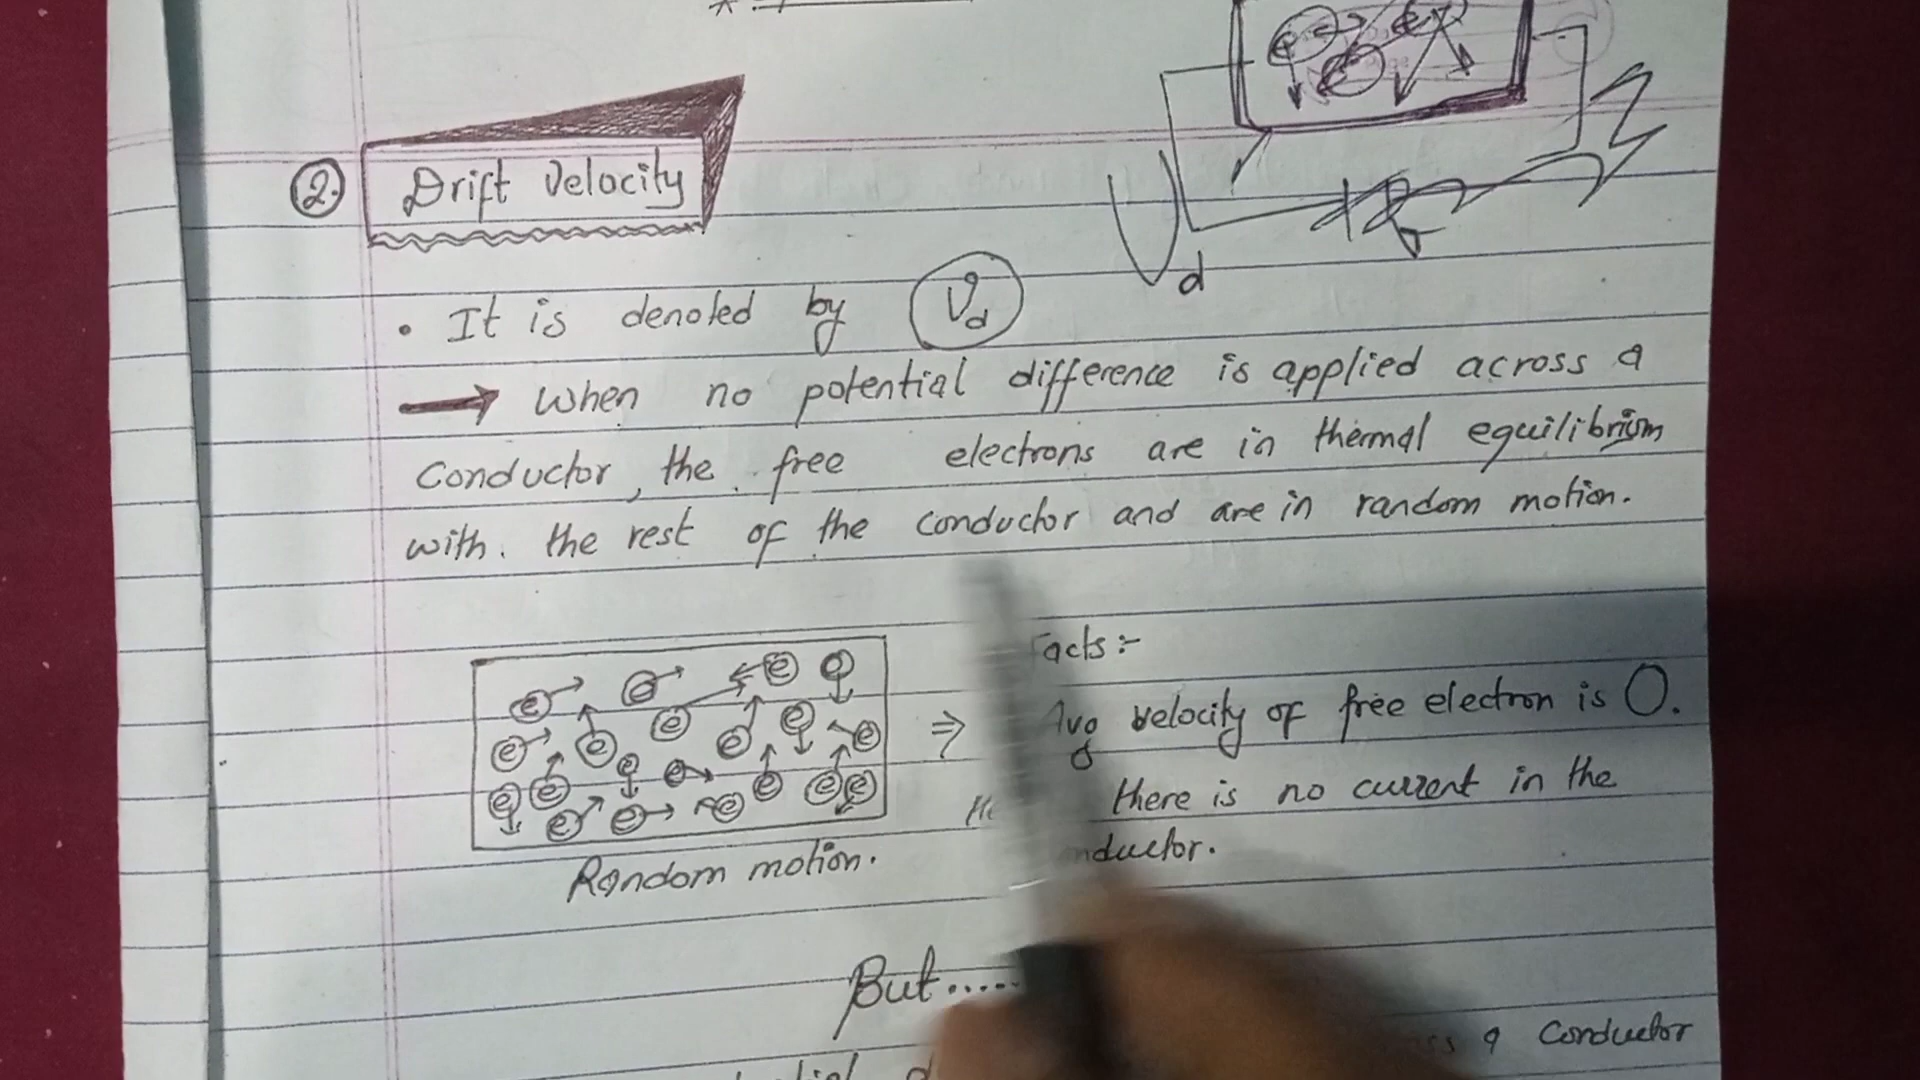 ② Drift Velocity
Vd
• It is denoted by Vd
→ When no potential difference is applied across a
conductor, the free electrons are in thermal equilibrium
with. the rest of the conductor and are in random motion.
acts :-
⇒ Avg velocity of free electron is 0.
there is no current in the
nductor.
Random motion.
But.....
a Conductor